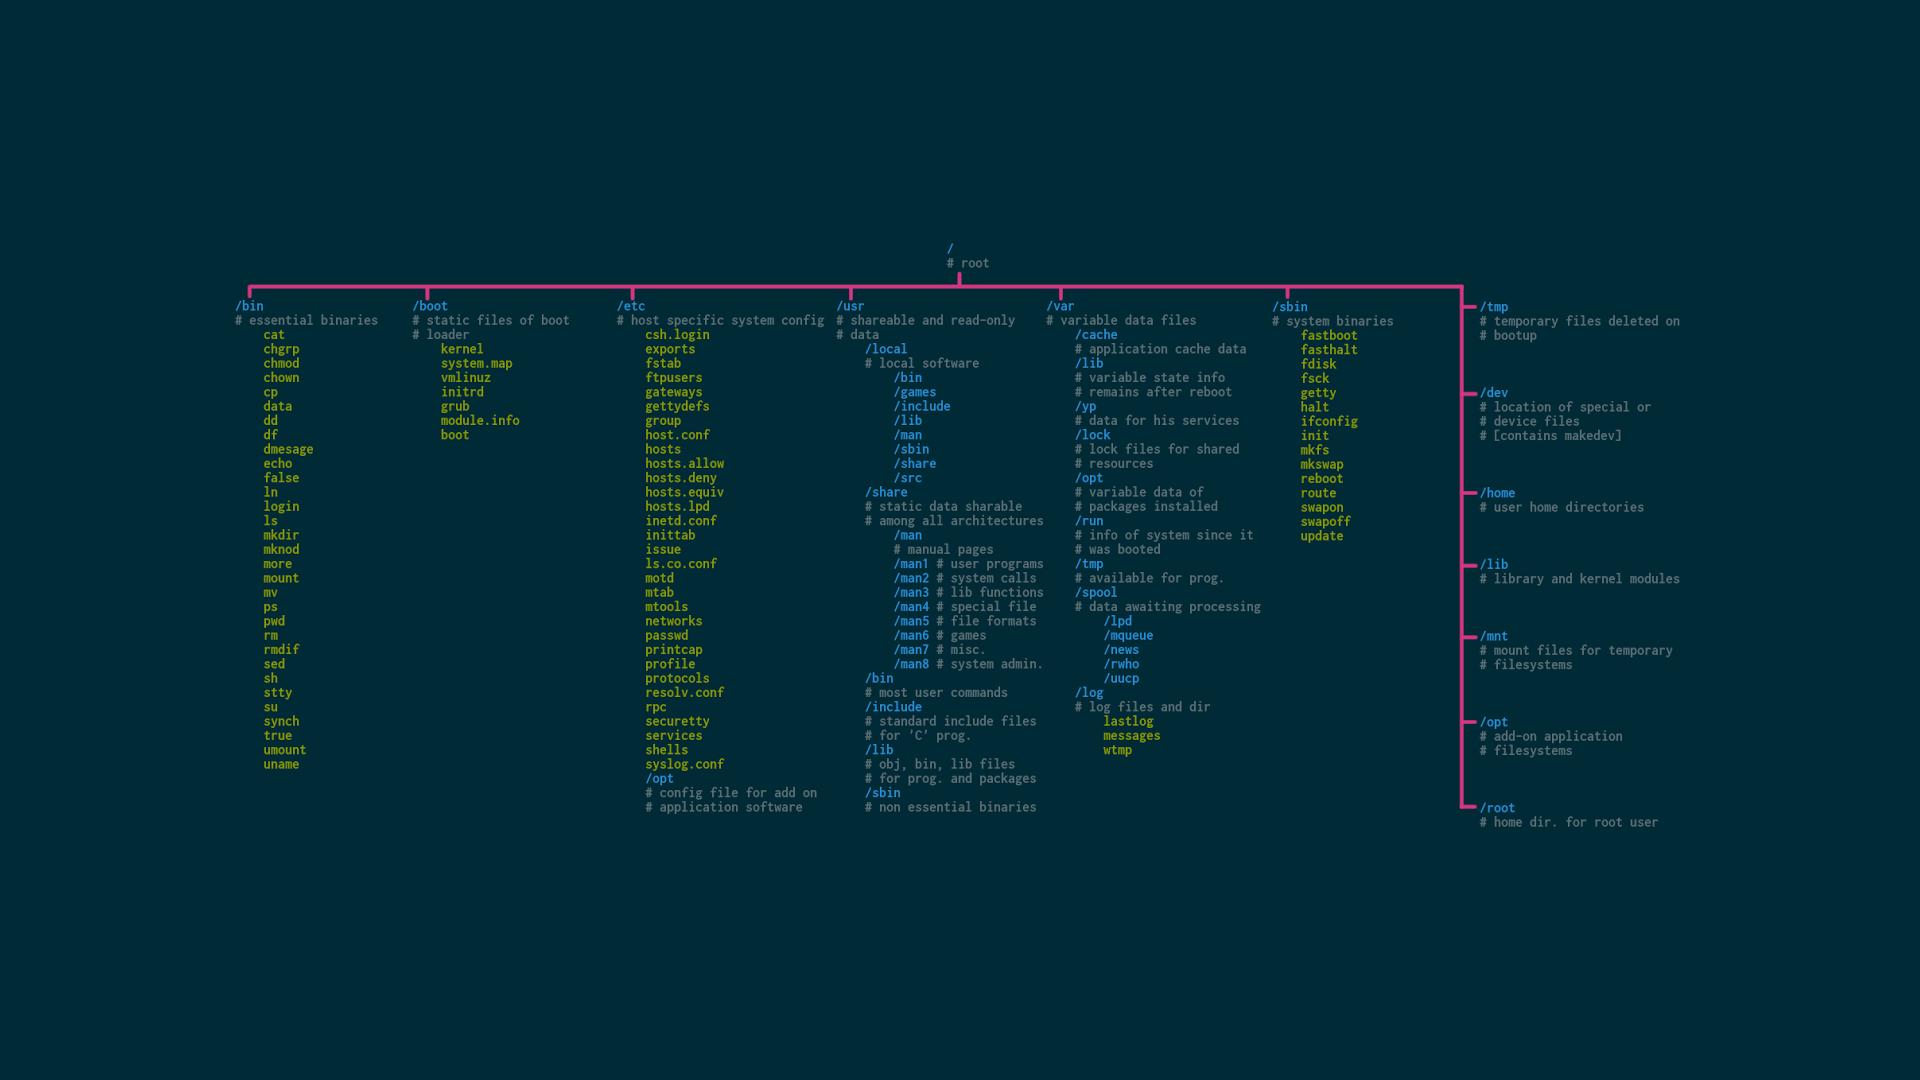 /
# root
/bin
# essential binaries
cat
chgrp
chmod
chown
cp
data
dd
df
dmesage
echo
false
ln
login
ls
mkdir
mknod
more
mount
mv
ps
pwd
rm
rmdif
sed
sh
stty
su
synch
true
umount
uname
/boot
# static files of boot
# loader
kernel
system.map
vmlinuz
initrd
grub
module.info
boot
/etc
# host specific system config
csh.login
exports
fstab
ftpusers
gateways
gettydefs
group
host.conf
hosts
hosts.allow
hosts.deny
hosts.equiv
hosts.lpd
inetd.conf
inittab
issue
ls.co.conf
motd
mtab
mtools
networks
passwd
printcap
profile
protocols
resolv.conf
rpc
securetty
services
shells
syslog.conf
/opt
# config file for add on
# application software
/usr
# shareable and read-only
# data
/local
# local software
/bin
/games
/include
/lib
/man
/sbin
/share
/src
/share
# static data sharable
# among all architectures
/man
# manual pages
/man1 # user programs
/man2 # system calls
/man3 # lib functions
/man4 # special file
/man5 # file formats
/man6 # games
/man7 # misc.
/man8 # system admin.
/bin
# most user commands
/include
# standard include files
# for 'C' prog.
/lib
# obj, bin, lib files
# for prog. and packages
/sbin
# non essential binaries
/var
# variable data files
/cache
# application cache data
/lib
# variable state info
# remains after reboot
/yp
# data for his services
/lock
# lock files for shared
# resources
/opt
# variable data of
# packages installed
/run
# info of system since it
# was booted
/tmp
# available for prog.
/spool
# data awaiting processing
/lpd
/mqueue
/news
/rwho
/uucp
/log
# log files and dir
lastlog
messages
wtmp
/sbin
# system binaries
fastboot
fasthalt
fdisk
fsck
getty
halt
ifconfig
init
mkfs
mkswap
reboot
route
swapon
swapoff
update
/tmp
# temporary files deleted on
# bootup
/dev
# location of special or
# device files
# [contains makedev]
/home
# user home directories
/lib
# library and kernel modules
/mnt
# mount files for temporary
# filesystems
/opt
# add-on application
# filesystems
/root
# home dir. for root user